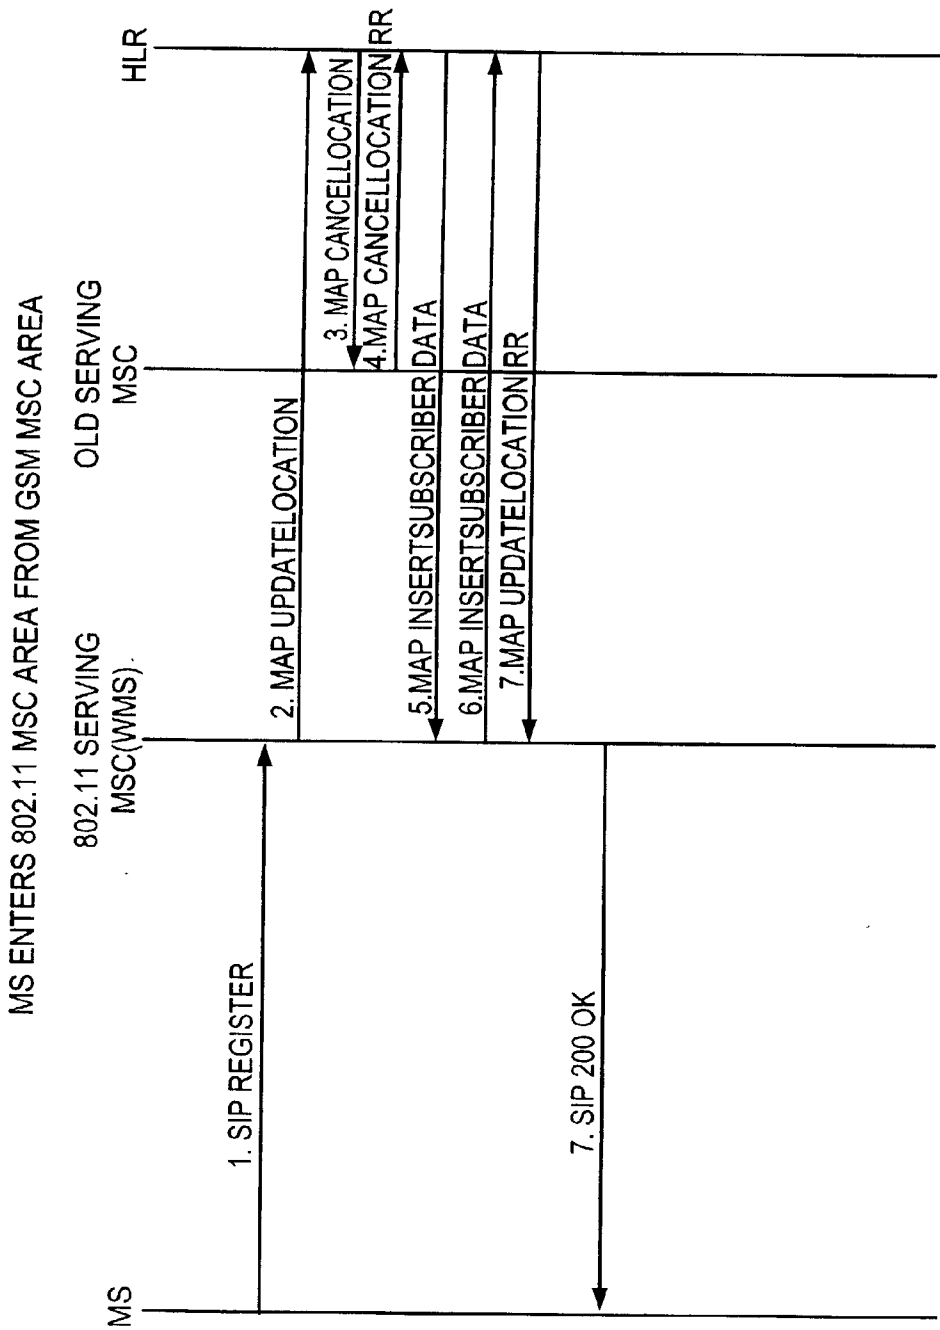 MS ENTERS 802.11 MSC AREA FROM GSM MSC AREA
MS
802.11 SERVING
MSC(WMS)
OLD SERVING
MSC
HLR
1. SIP REGISTER
2. MAP UPDATELOCATION
3. MAP CANCELLOCATION
4.MAP CANCELLOCATION RR
5.MAP INSERTSUBSCRIBER DATA
6.MAP INSERTSUBSCRIBER DATA
7.MAP UPDATELOCATION RR
7. SIP 200 OK